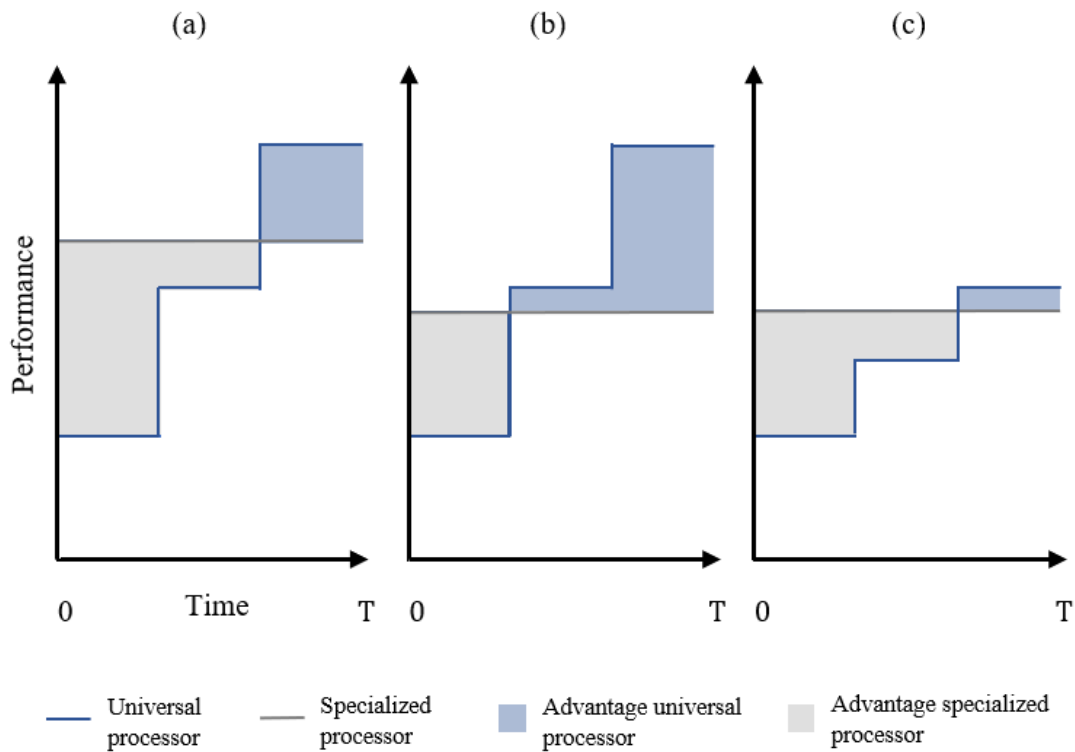 (a)
(b)
(c)
Performance
0
Time
T
0
T
0
T
Universal
processor
Specialized
processor
Advantage universal
processor
Advantage specialized
processor